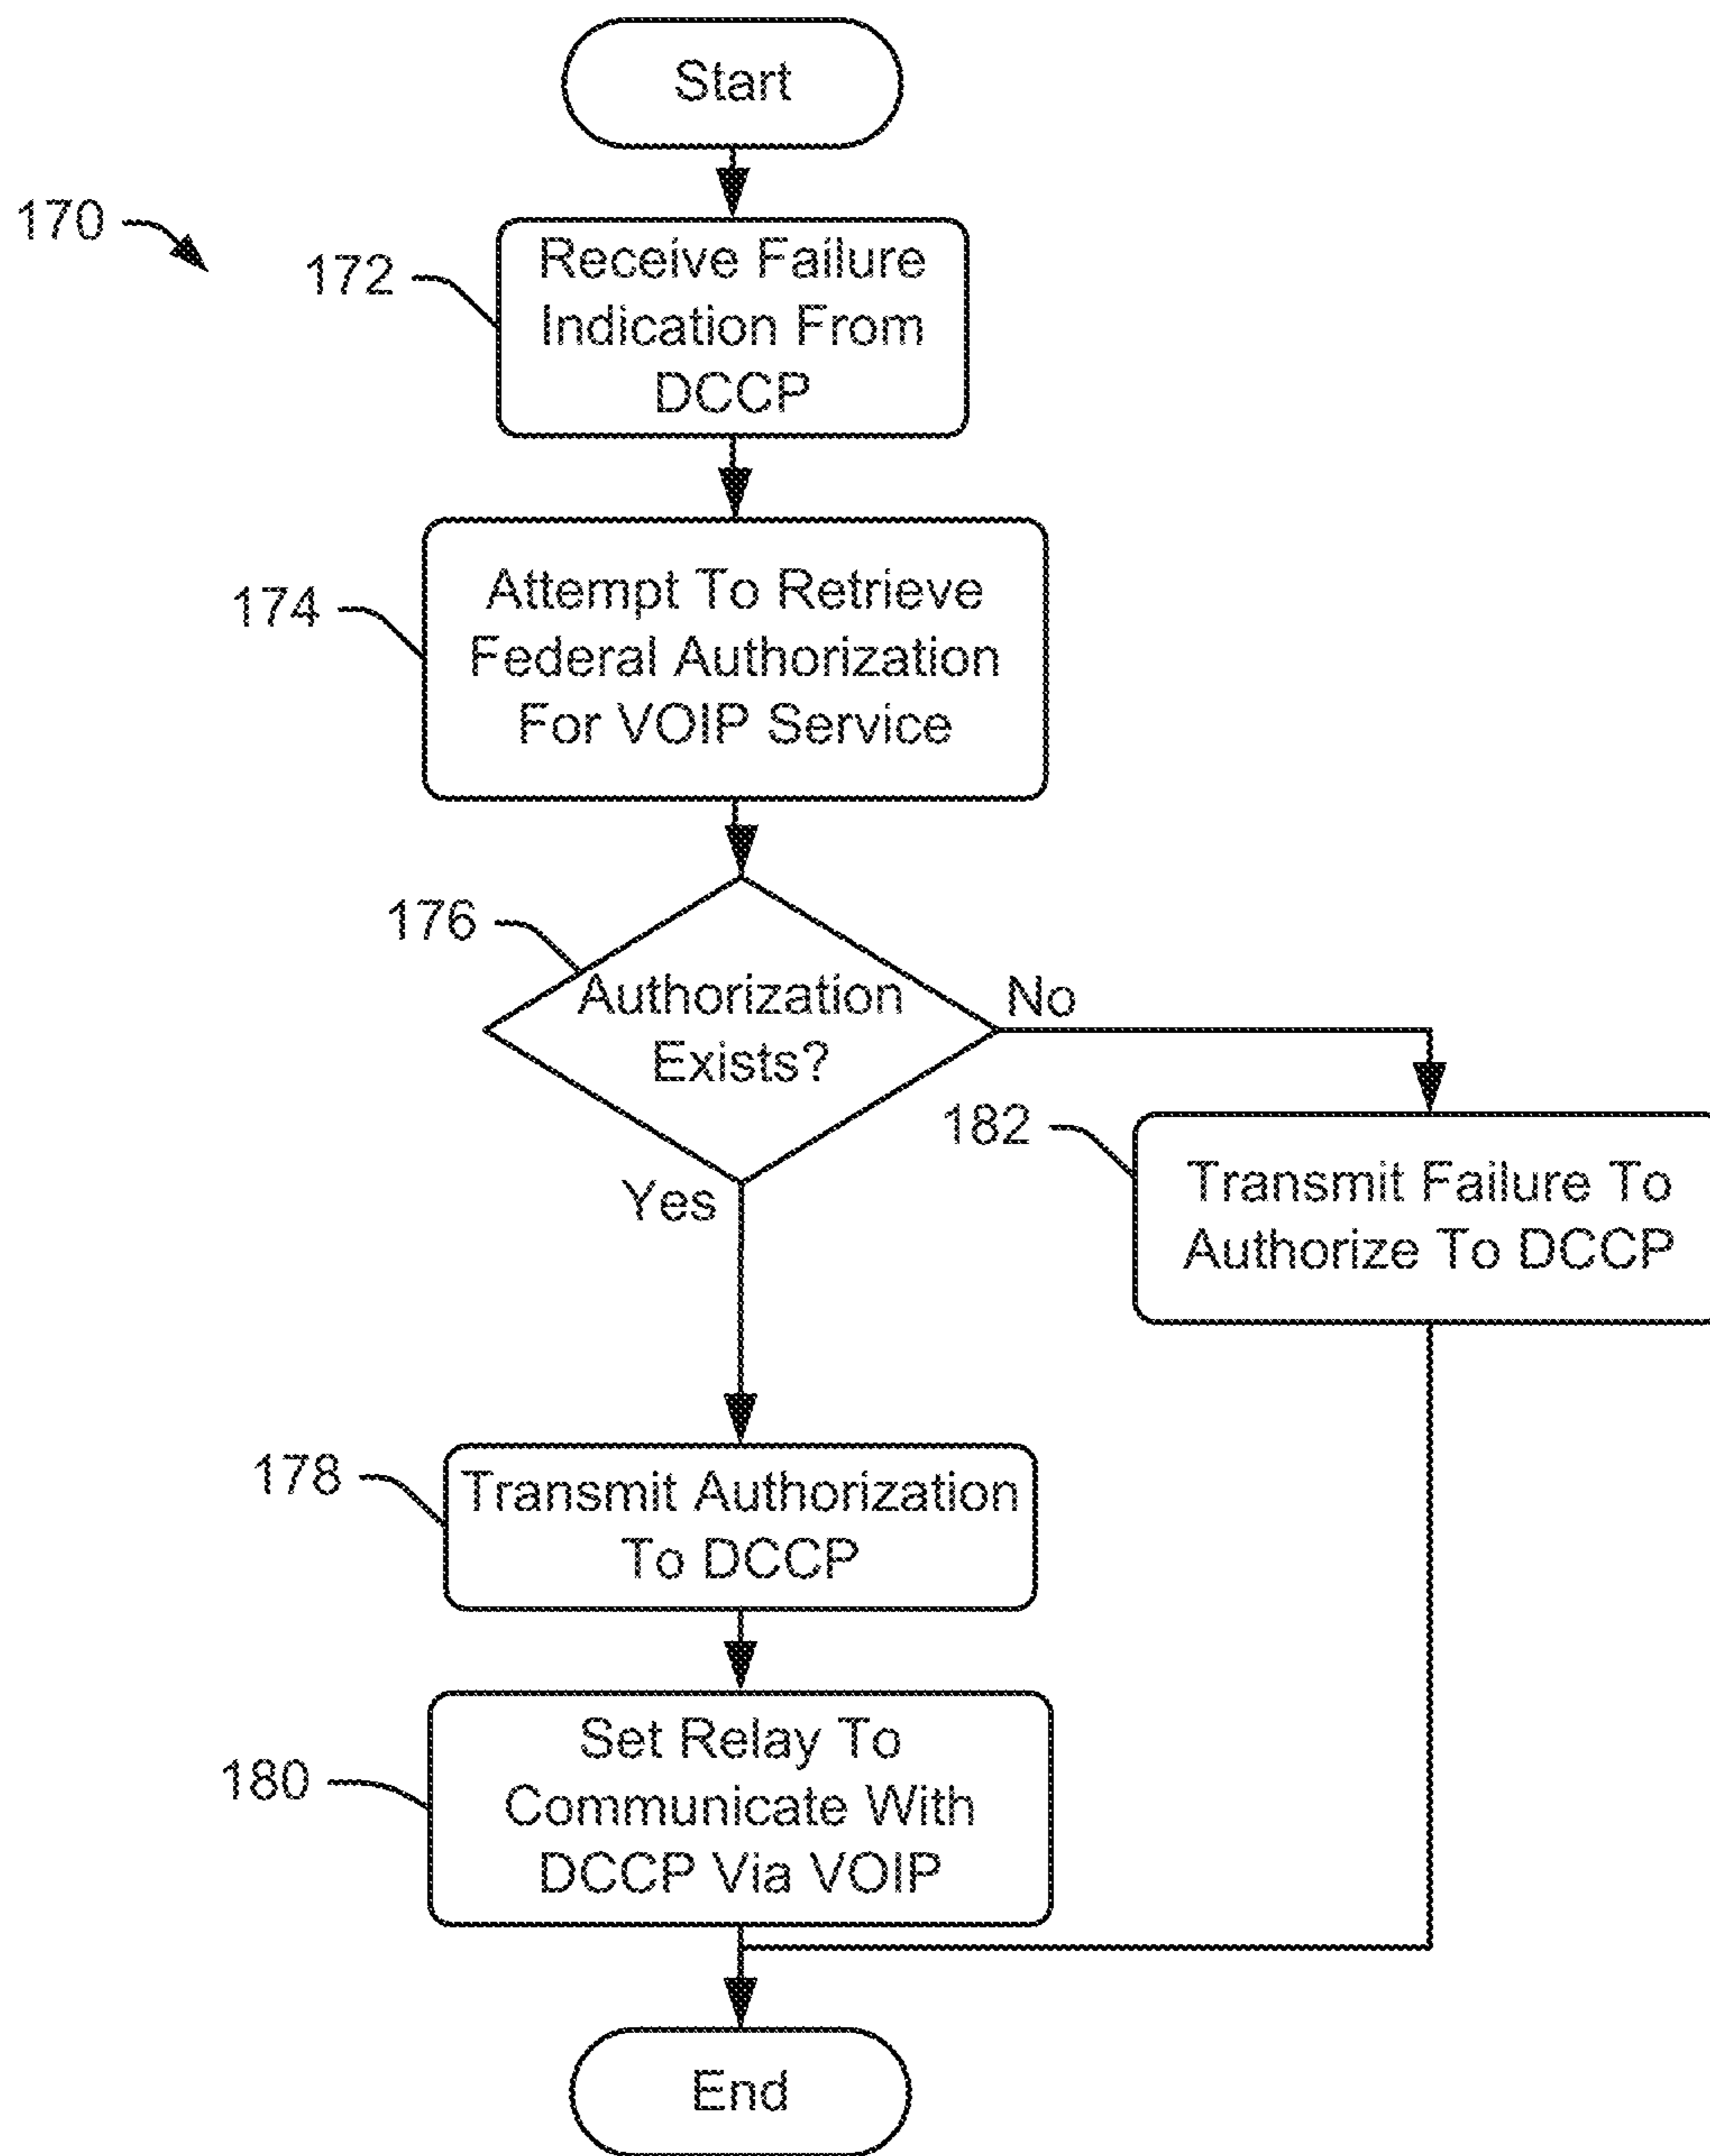 Start
170
172
Receive Failure
Indication From
DCCP
174
Attempt To Retrieve
Federal Authorization
For VOIP Service
176
Authorization
Exists?
No
Yes
182
Transmit Failure To
Authorize To DCCP
178
Transmit Authorization
To DCCP
180
Set Relay To
Communicate With
DCCP Via VOIP
End